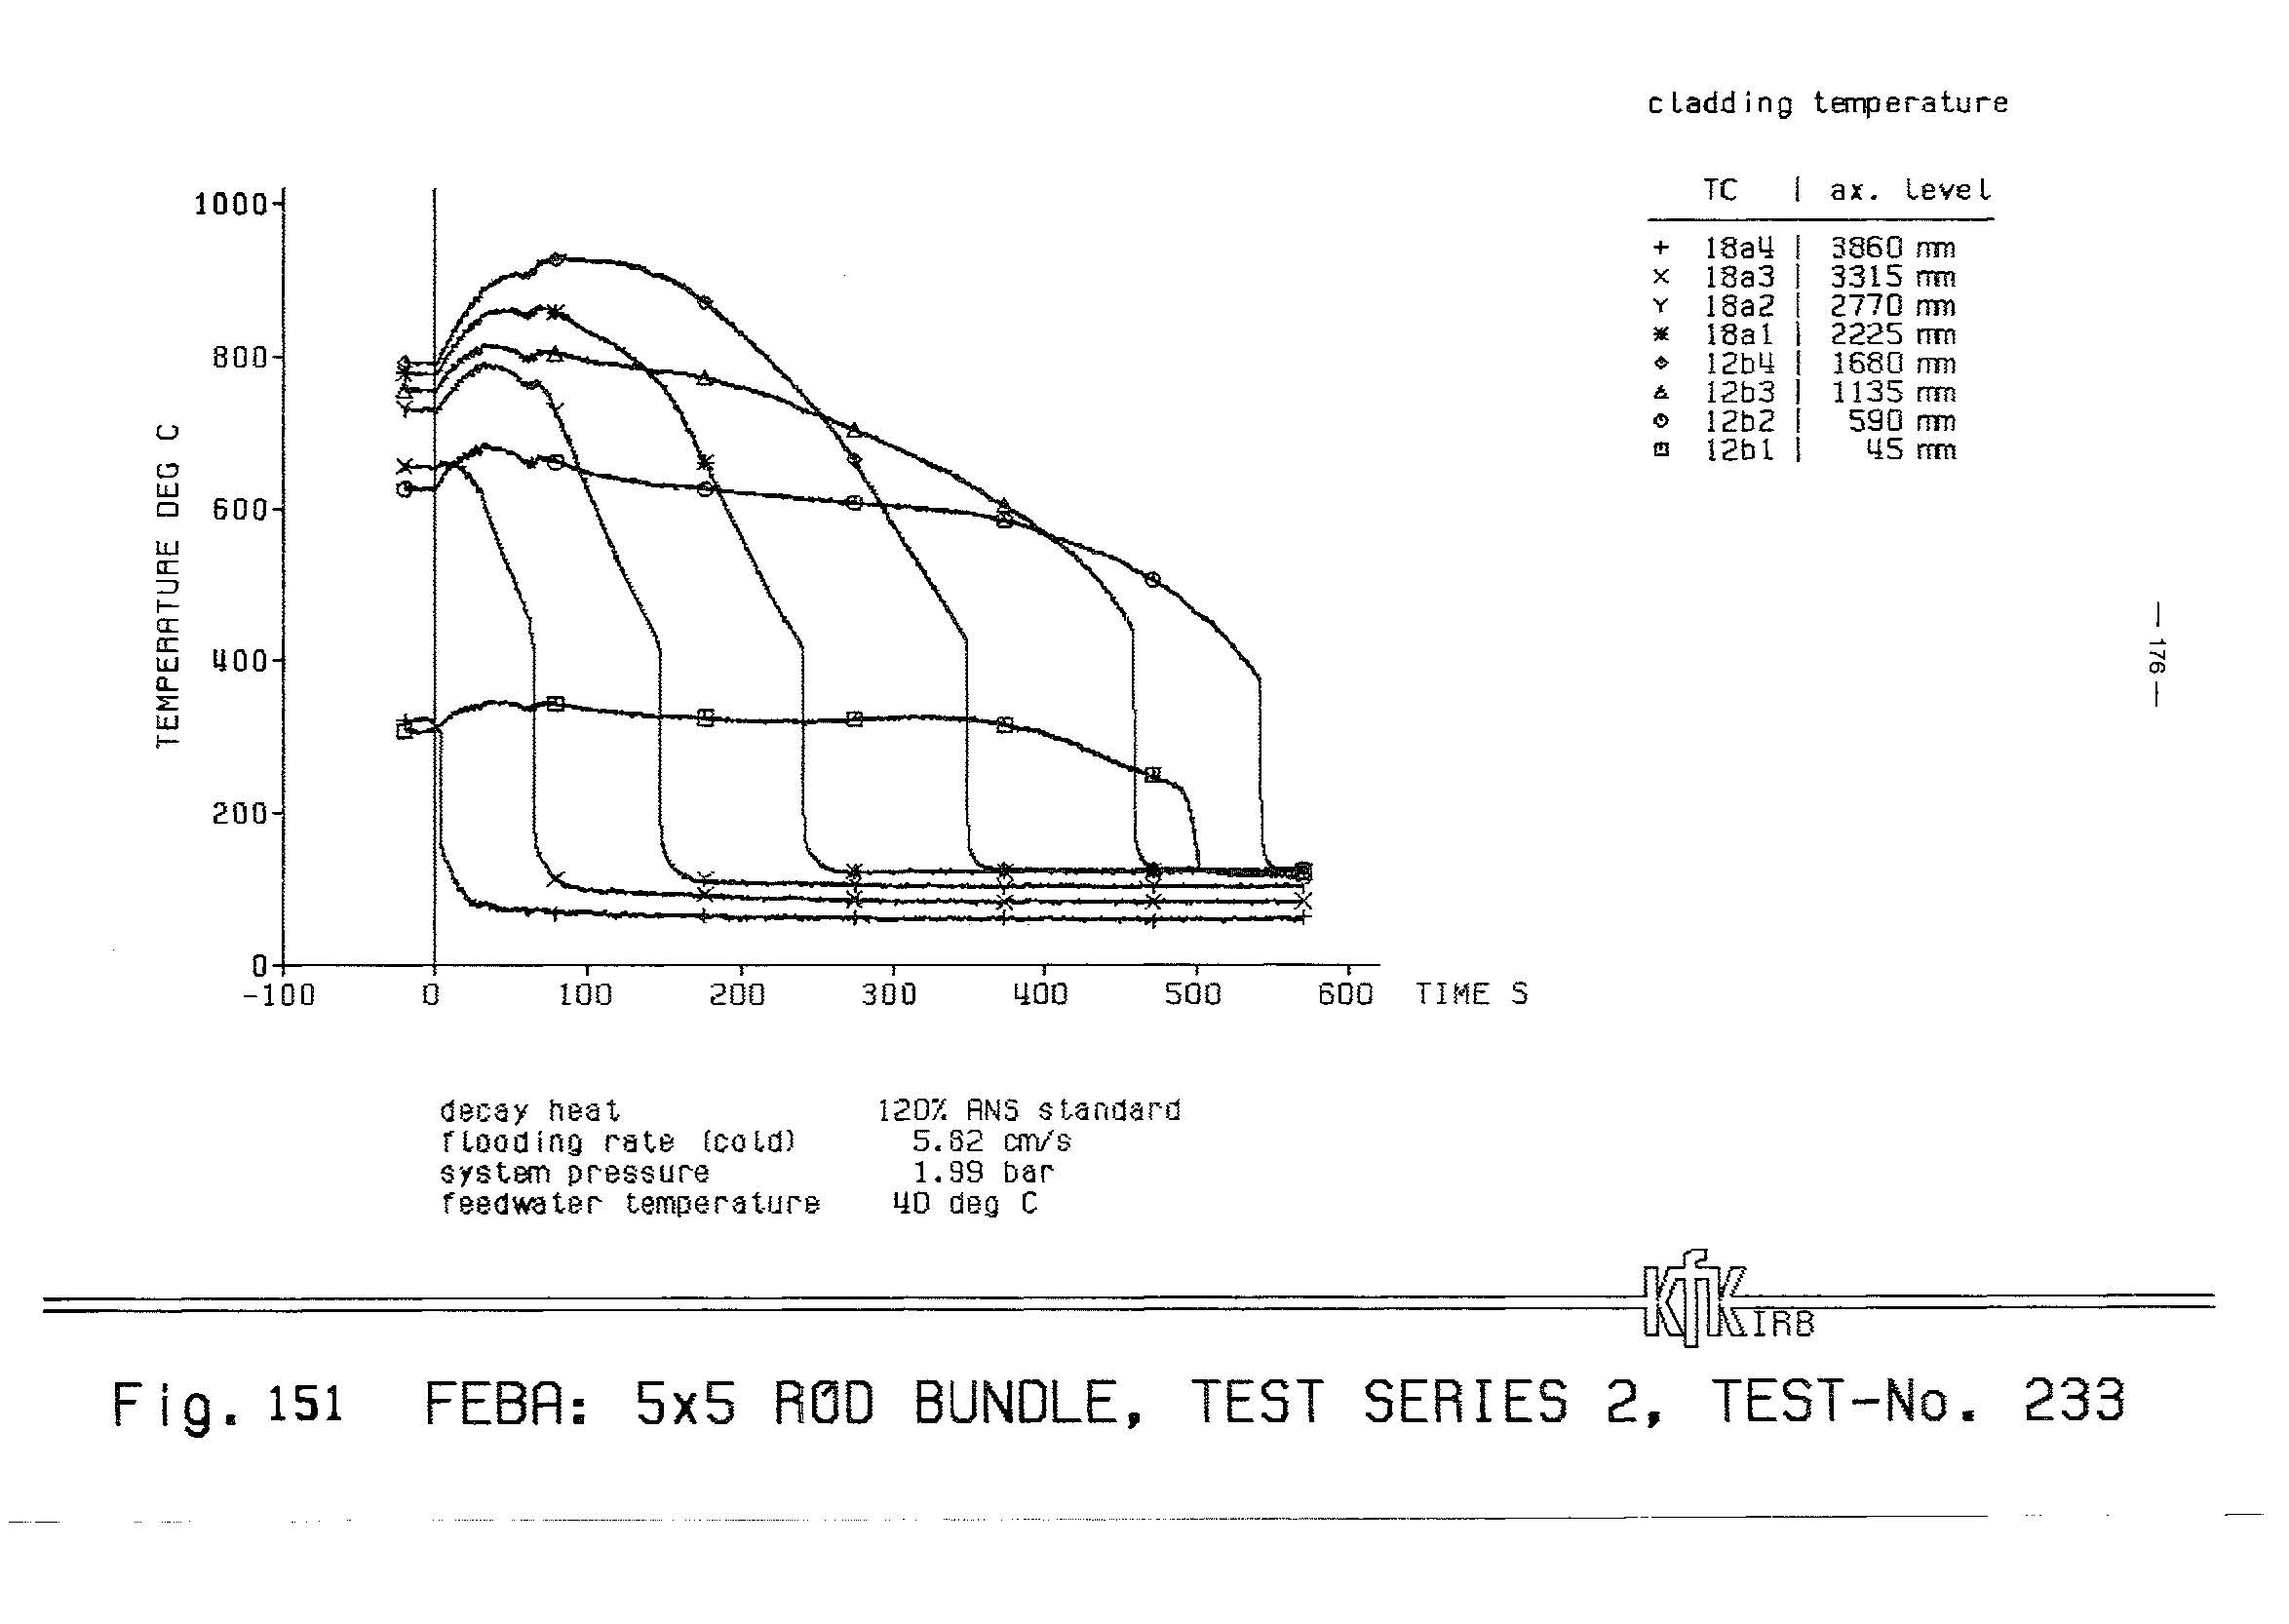 cladding temperature
TC | ax. level
+ 18a4 | 3860 mm
× 18a3 | 3315 mm
Y 18a2 | 2770 mm
✱ 18a1 | 2225 mm
◇ 12b4 | 1680 mm
△ 12b3 | 1135 mm
○ 12b2 | 590 mm
□ 12b1 | 45 mm
1000
800
600
400
200
0
TEMPERATURE DEG C
-100 0 100 200 300 400 500 600 TIME S
— 176 —
decay heat 120% ANS standard
flooding rate (cold) 5.82 cm/s
system pressure 1.99 bar
feedwater temperature 40 deg C
KfK IRB
Fig. 151 FEBA: 5x5 RØD BUNDLE, TEST SERIES 2, TEST-No. 233